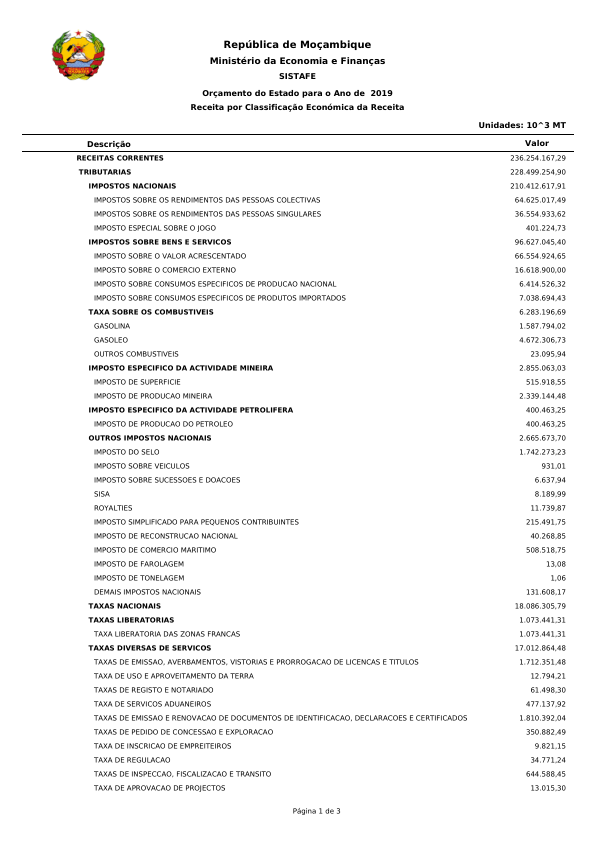 República de Moçambique
Ministério da Economia e Finanças
SISTAFE
Orçamento do Estado para o Ano de 2019
Receita por Classificação Económica da Receita
Unidades: 10^3 MT
Descrição Valor
RECEITAS CORRENTES 236.254.167,29
TRIBUTARIAS 228.499.254,90
IMPOSTOS NACIONAIS 210.412.617,91
IMPOSTOS SOBRE OS RENDIMENTOS DAS PESSOAS COLECTIVAS 64.625.017,49
IMPOSTOS SOBRE OS RENDIMENTOS DAS PESSOAS SINGULARES 36.554.933,62
IMPOSTO ESPECIAL SOBRE O JOGO 401.224,73
IMPOSTOS SOBRE BENS E SERVICOS 96.627.045,40
IMPOSTO SOBRE O VALOR ACRESCENTADO 66.554.924,65
IMPOSTO SOBRE O COMERCIO EXTERNO 16.618.900,00
IMPOSTO SOBRE CONSUMOS ESPECIFICOS DE PRODUCAO NACIONAL 6.414.526,32
IMPOSTO SOBRE CONSUMOS ESPECIFICOS DE PRODUTOS IMPORTADOS 7.038.694,43
TAXA SOBRE OS COMBUSTIVEIS 6.283.196,69
GASOLINA 1.587.794,02
GASOLEO 4.672.306,73
OUTROS COMBUSTIVEIS 23.095,94
IMPOSTO ESPECIFICO DA ACTIVIDADE MINEIRA 2.855.063,03
IMPOSTO DE SUPERFICIE 515.918,55
IMPOSTO DE PRODUCAO MINEIRA 2.339.144,48
IMPOSTO ESPECIFICO DA ACTIVIDADE PETROLIFERA 400.463,25
IMPOSTO DE PRODUCAO DO PETROLEO 400.463,25
OUTROS IMPOSTOS NACIONAIS 2.665.673,70
IMPOSTO DO SELO 1.742.273,23
IMPOSTO SOBRE VEICULOS 931,01
IMPOSTO SOBRE SUCESSOES E DOACOES 6.637,94
SISA 8.189,99
ROYALTIES 11.739,87
IMPOSTO SIMPLIFICADO PARA PEQUENOS CONTRIBUINTES 215.491,75
IMPOSTO DE RECONSTRUCAO NACIONAL 40.268,85
IMPOSTO DE COMERCIO MARITIMO 508.518,75
IMPOSTO DE FAROLAGEM 13,08
IMPOSTO DE TONELAGEM 1,06
DEMAIS IMPOSTOS NACIONAIS 131.608,17
TAXAS NACIONAIS 18.086.305,79
TAXAS LIBERATORIAS 1.073.441,31
TAXA LIBERATORIA DAS ZONAS FRANCAS 1.073.441,31
TAXAS DIVERSAS DE SERVICOS 17.012.864,48
TAXAS DE EMISSAO, AVERBAMENTOS, VISTORIAS E PRORROGACAO DE LICENCAS E TITULOS 1.712.351,48
TAXA DE USO E APROVEITAMENTO DA TERRA 12.794,21
TAXAS DE REGISTO E NOTARIADO 61.498,30
TAXA DE SERVICOS ADUANEIROS 477.137,92
TAXAS DE EMISSAO E RENOVACAO DE DOCUMENTOS DE IDENTIFICACAO, DECLARACOES E CERTIFICADOS 1.810.392,04
TAXAS DE PEDIDO DE CONCESSAO E EXPLORACAO 350.882,49
TAXA DE INSCRICAO DE EMPREITEIROS 9.821,15
TAXA DE REGULACAO 34.771,24
TAXAS DE INSPECCAO, FISCALIZACAO E TRANSITO 644.588,45
TAXA DE APROVACAO DE PROJECTOS 13.015,30
Página 1 de 3